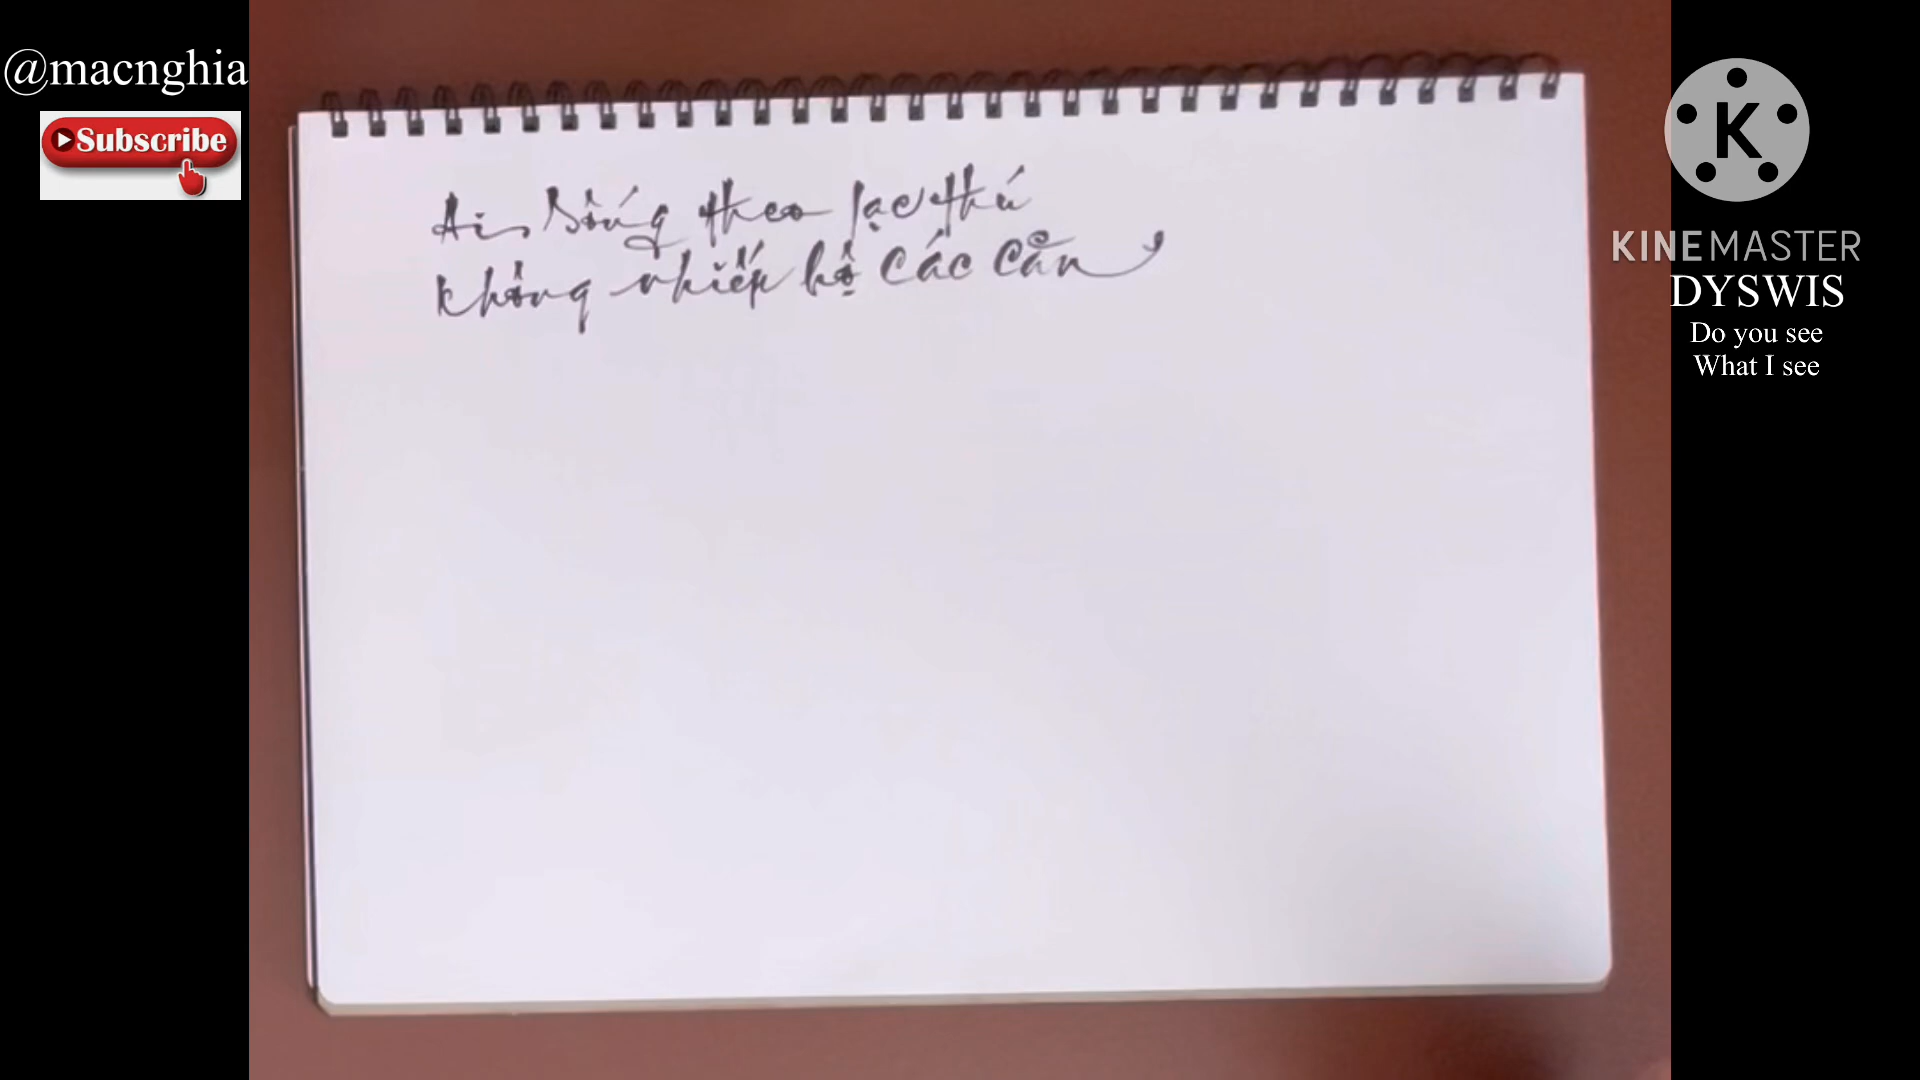 @macnghia
Subscribe
Ai sống theo lạc thú
không nhiếp hộ các căn
K
KINEMASTER
DYSWIS
Do you see
What I see